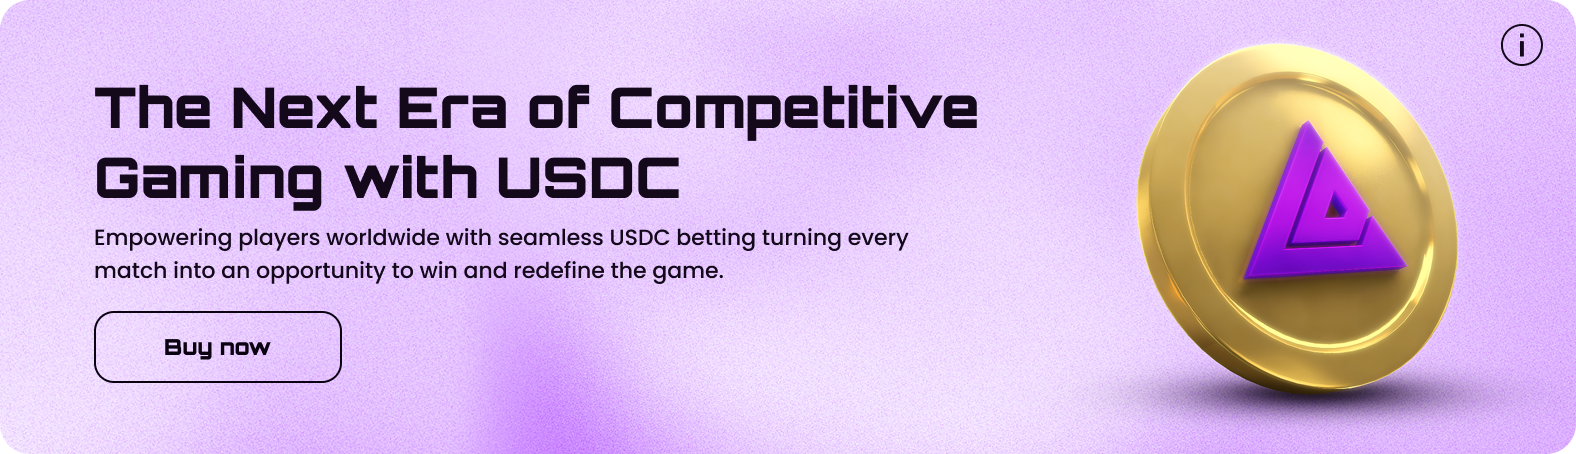 The Next Era of Competitive
Gaming with USDC
Empowering players worldwide with seamless USDC betting turning every
match into an opportunity to win and redefine the game.
Buy now